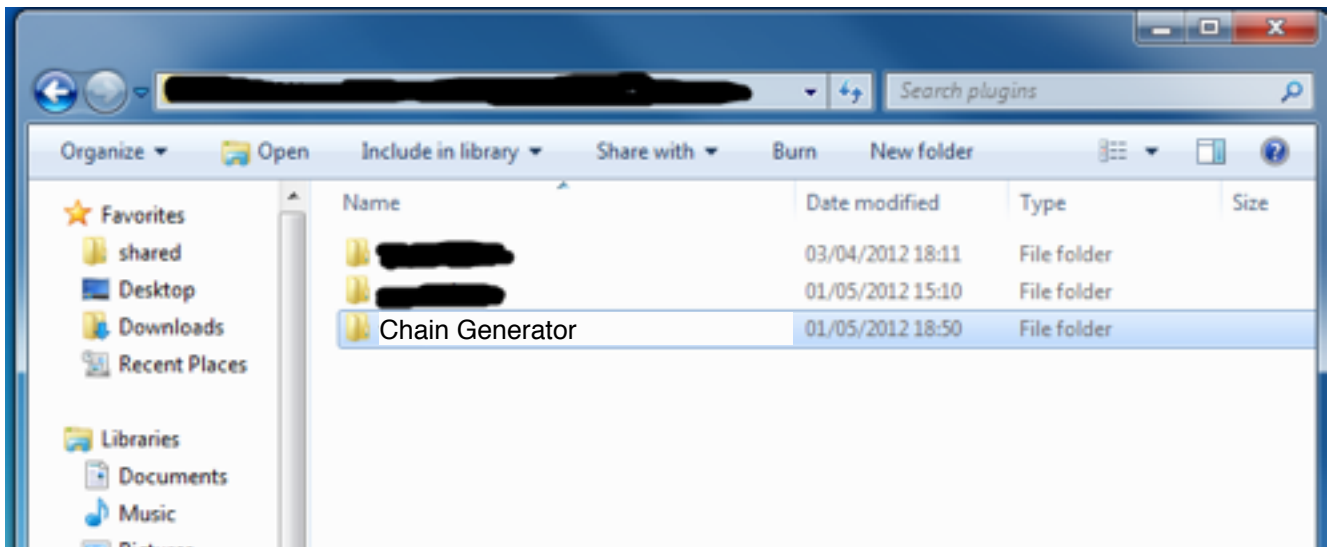 Search plugins
Organize Open Include in library Share with Burn New folder
Name Date modified Type Size
Favorites
shared 03/04/2012 18:11 File folder
Desktop 01/05/2012 15:10 File folder
Downloads Chain Generator 01/05/2012 18:50 File folder
Recent Places
Libraries
Documents
Music
Pictures